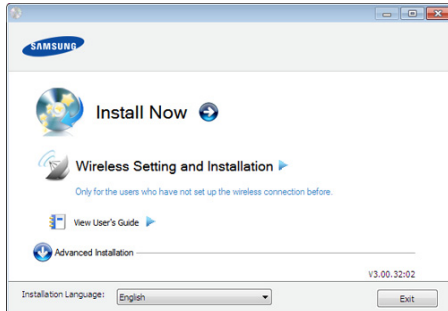 SAMSUNG
Install Now
Wireless Setting and Installation
Only for the users who have not set up the wireless connection before.
View User's Guide
Advanced Installation
V3.00.32:02
Installation Language: English
Exit